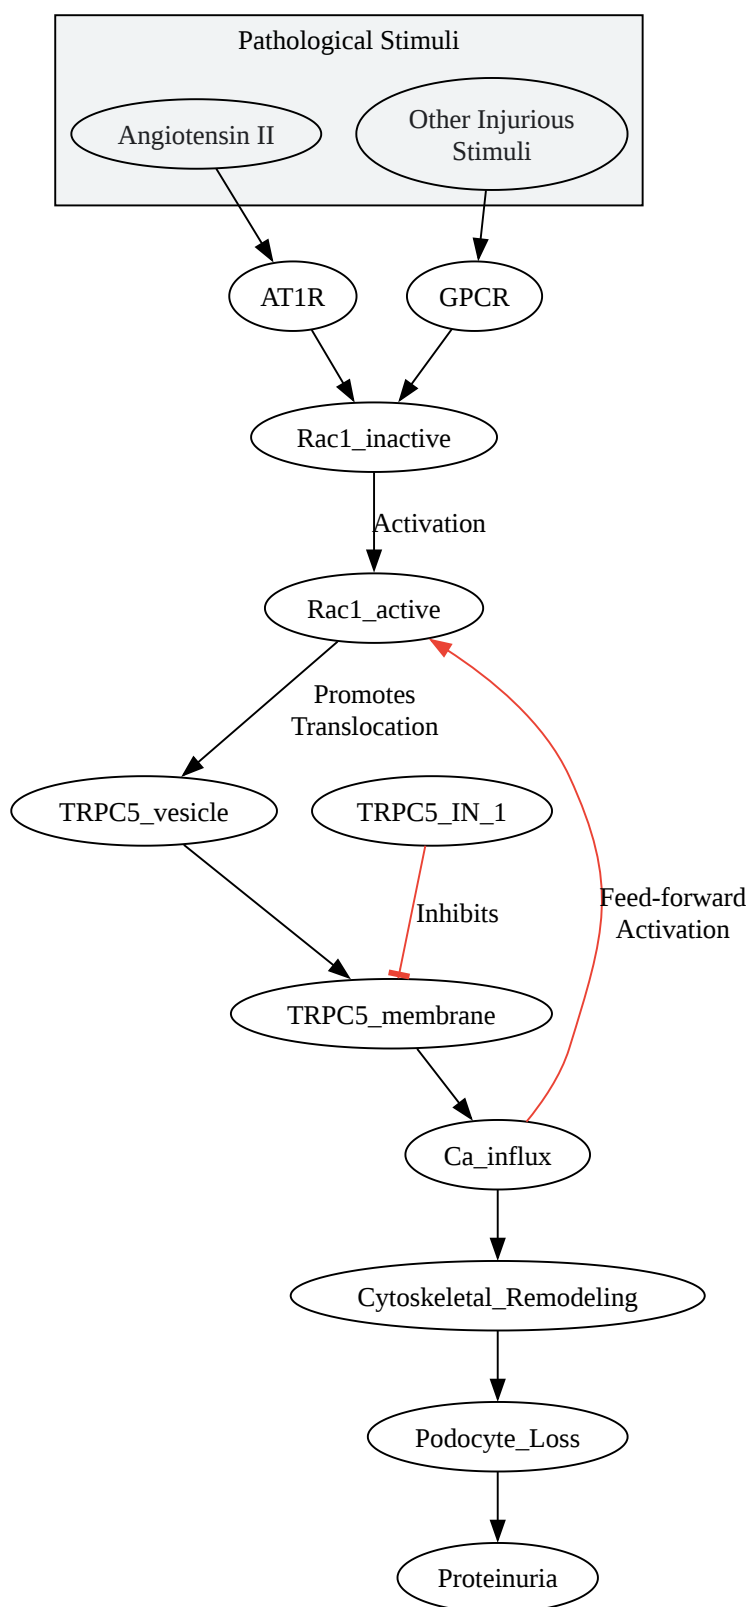 Pathological Stimuli
Angiotensin II
Other Injurious
Stimuli
AT1R
GPCR
Rac1_inactive
Activation
Rac1_active
Promotes
Translocation
TRPC5_vesicle
TRPC5_IN_1
Feed-forward
Activation
Inhibits
TRPC5_membrane
Ca_influx
Cytoskeletal_Remodeling
Podocyte_Loss
Proteinuria